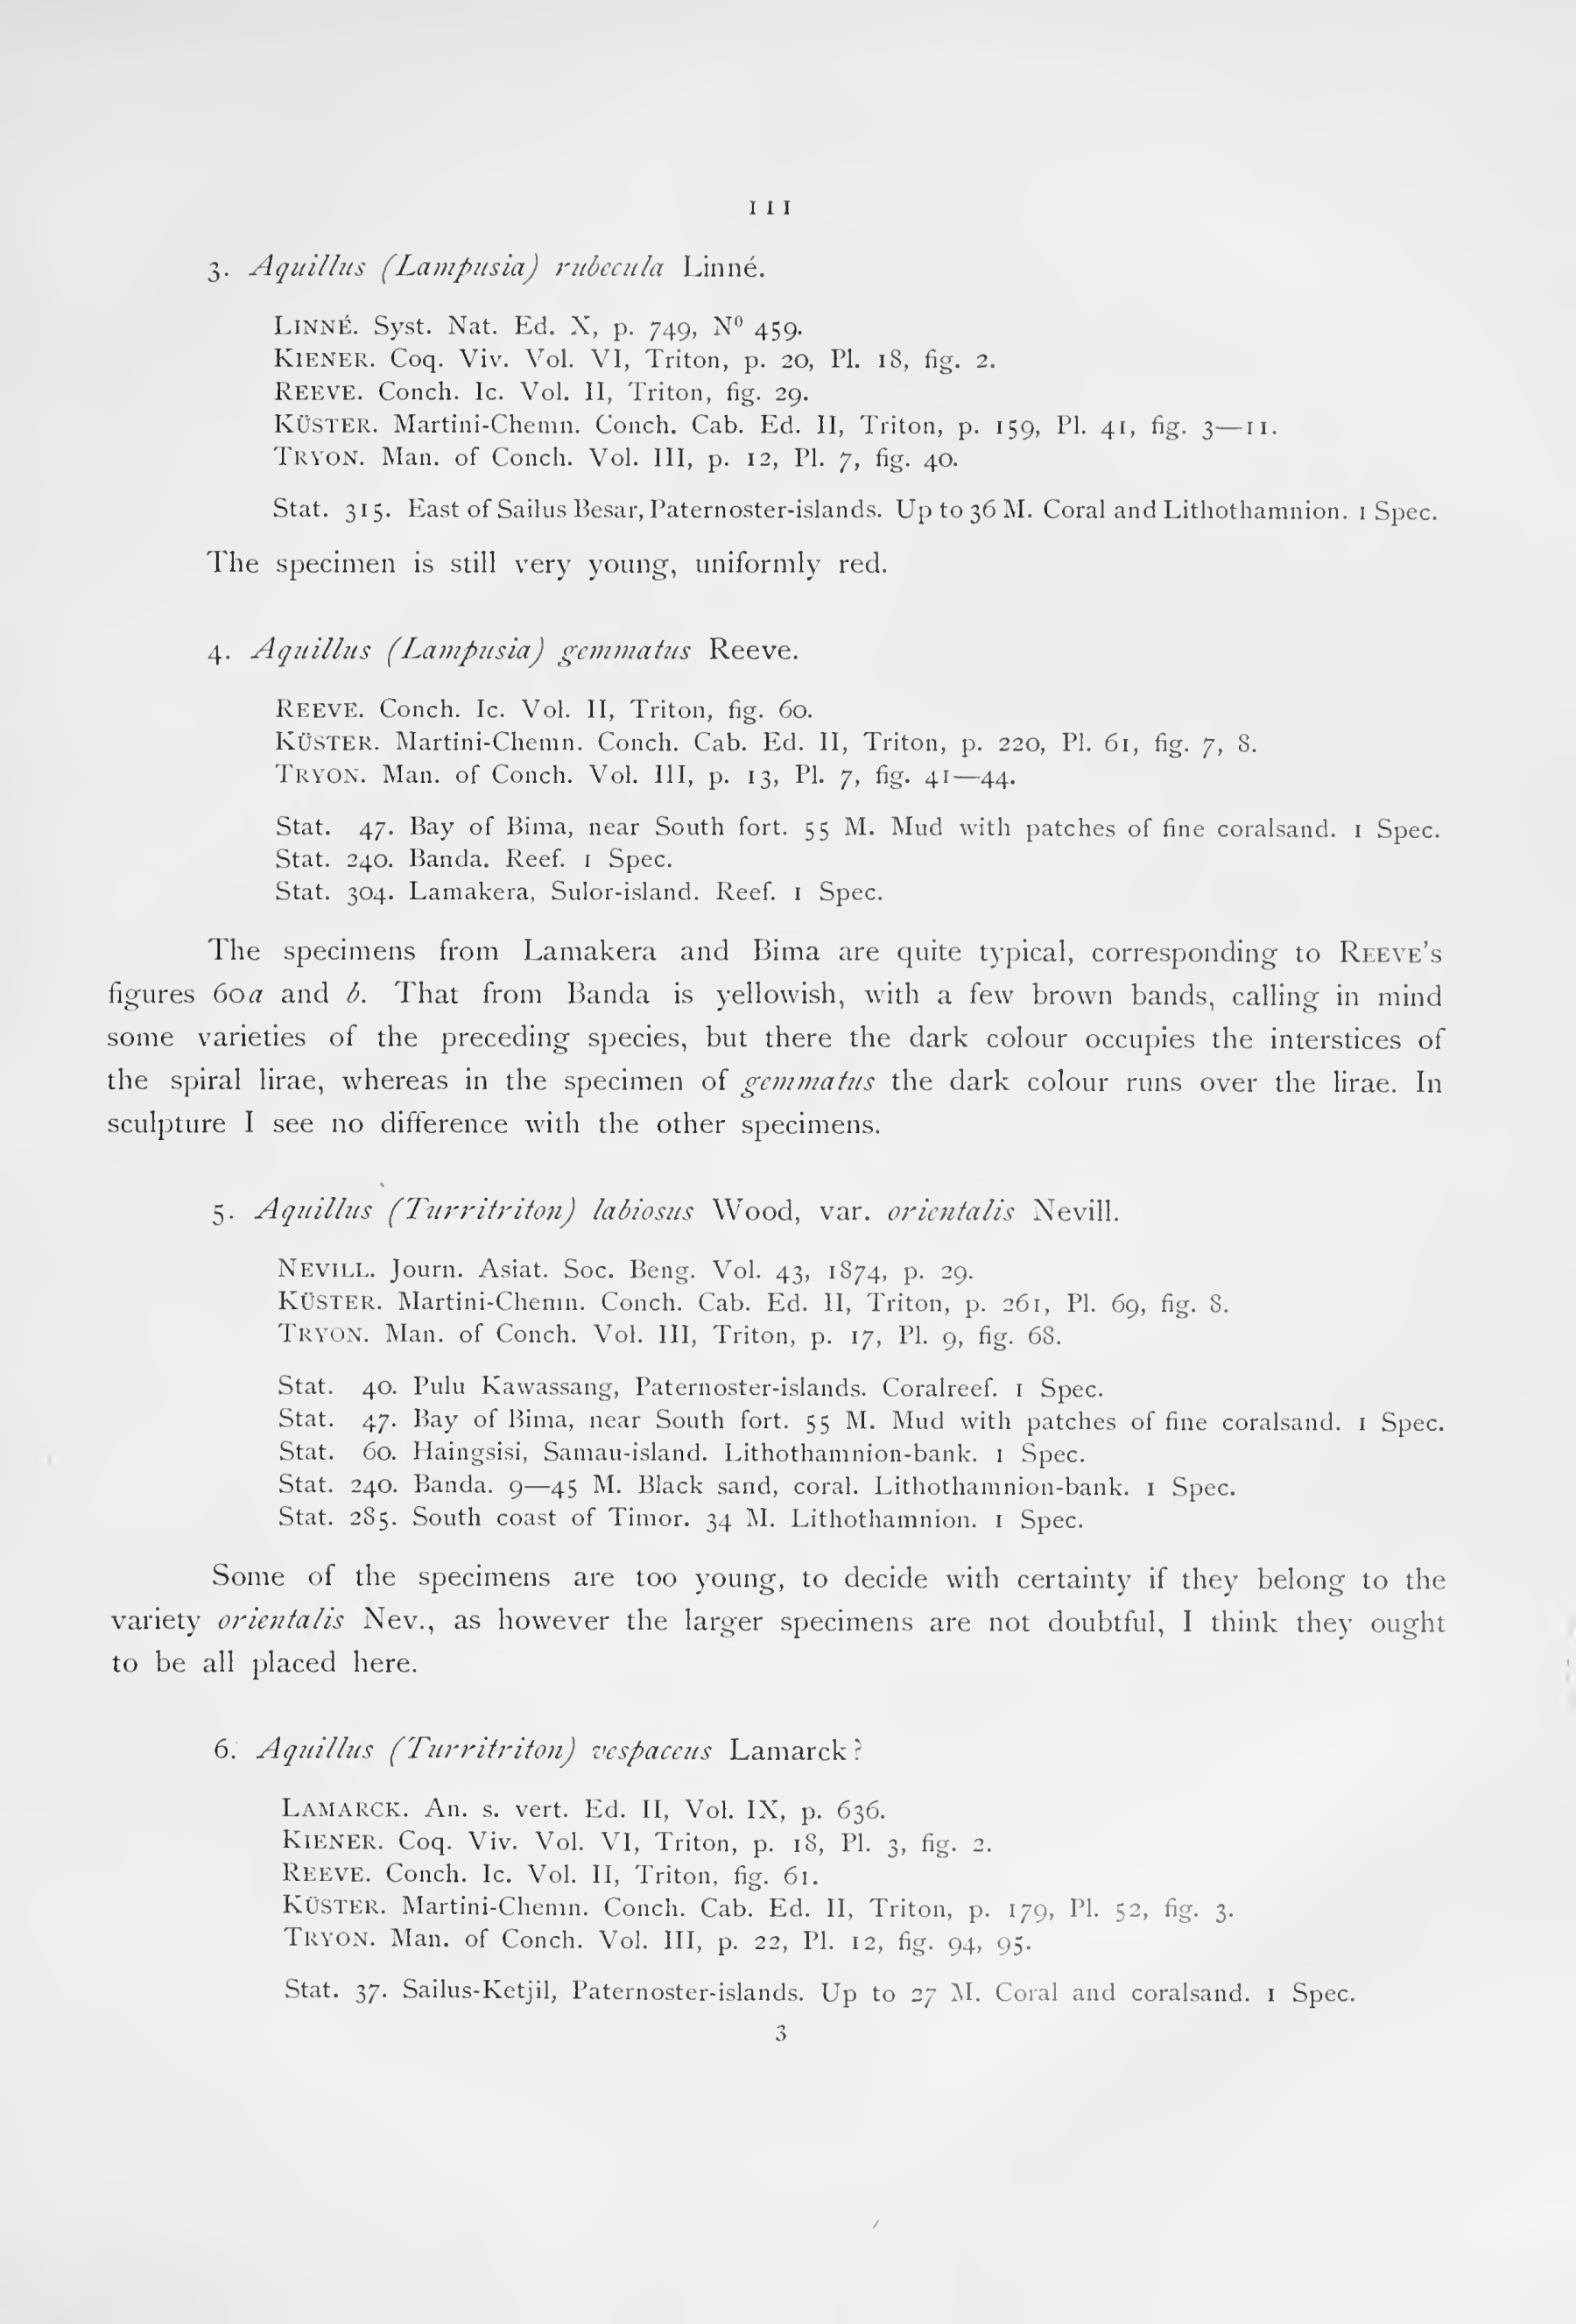 111
3. Aquillus (Lampusia) rubecula Linné.
LINNÉ. Syst. Nat. Ed. X, p. 749, N⁰ 459.
KIENER. Coq. Viv. Vol. VI, Triton, p. 20, Pl. 18, fig. 2.
REEVE. Conch. Ic. Vol. II, Triton, fig. 29.
KÜSTER. Martini-Chemn. Conch. Cab. Ed. II, Triton, p. 159, Pl. 41, fig. 3—11.
TRYON. Man. of Conch. Vol. III, p. 12, Pl. 7, fig. 40.
Stat. 315. East of Sailus Besar, Paternoster-islands. Up to 36 M. Coral and Lithothamnion. 1 Spec.
The specimen is still very young, uniformly red.
4. Aquillus (Lampusia) gemmatus Reeve.
REEVE. Conch. Ic. Vol. II, Triton, fig. 60.
KÜSTER. Martini-Chemn. Conch. Cab. Ed. II, Triton, p. 220, Pl. 61, fig. 7, 8.
TRYON. Man. of Conch. Vol. III, p. 13, Pl. 7, fig. 41—44.
Stat. 47. Bay of Bima, near South fort. 55 M. Mud with patches of fine coralsand. 1 Spec.
Stat. 240. Banda. Reef. 1 Spec.
Stat. 304. Lamakera, Sulor-island. Reef. 1 Spec.
The specimens from Lamakera and Bima are quite typical, corresponding to REEVE's
figures 60a and b. That from Banda is yellowish, with a few brown bands, calling in mind
some varieties of the preceding species, but there the dark colour occupies the interstices of
the spiral lirae, whereas in the specimen of gemmatus the dark colour runs over the lirae. In
sculpture I see no difference with the other specimens.
5. Aquillus (Turritriton) labiosus Wood, var. orientalis Nevill.
NEVILL. Journ. Asiat. Soc. Beng. Vol. 43, 1874, p. 29.
KÜSTER. Martini-Chemn. Conch. Cab. Ed. II, Triton, p. 261, Pl. 69, fig. 8.
TRYON. Man. of Conch. Vol. III, Triton, p. 17, Pl. 9, fig. 68.
Stat. 40. Pulu Kawassang, Paternoster-islands. Coralreef. 1 Spec.
Stat. 47. Bay of Bima, near South fort. 55 M. Mud with patches of fine coralsand. 1 Spec.
Stat. 60. Haingsisi, Samau-island. Lithothamnion-bank. 1 Spec.
Stat. 240. Banda. 9—45 M. Black sand, coral. Lithothamnion-bank. 1 Spec.
Stat. 285. South coast of Timor. 34 M. Lithothamnion. 1 Spec.
Some of the specimens are too young, to decide with certainty if they belong to the
variety orientalis Nev., as however the larger specimens are not doubtful, I think they ought
to be all placed here.
6. Aquillus (Turritriton) vespaceus Lamarck?
LAMARCK. An. s. vert. Ed. II, Vol. IX, p. 636.
KIENER. Coq. Viv. Vol. VI, Triton, p. 18, Pl. 3, fig. 2.
REEVE. Conch. Ic. Vol. II, Triton, fig. 61.
KÜSTER. Martini-Chemn. Conch. Cab. Ed. II, Triton, p. 179, Pl. 52, fig. 3.
TRYON. Man. of Conch. Vol. III, p. 22, Pl. 12, fig. 94, 95.
Stat. 37. Sailus-Ketjil, Paternoster-islands. Up to 27 M. Coral and coralsand. 1 Spec.
3